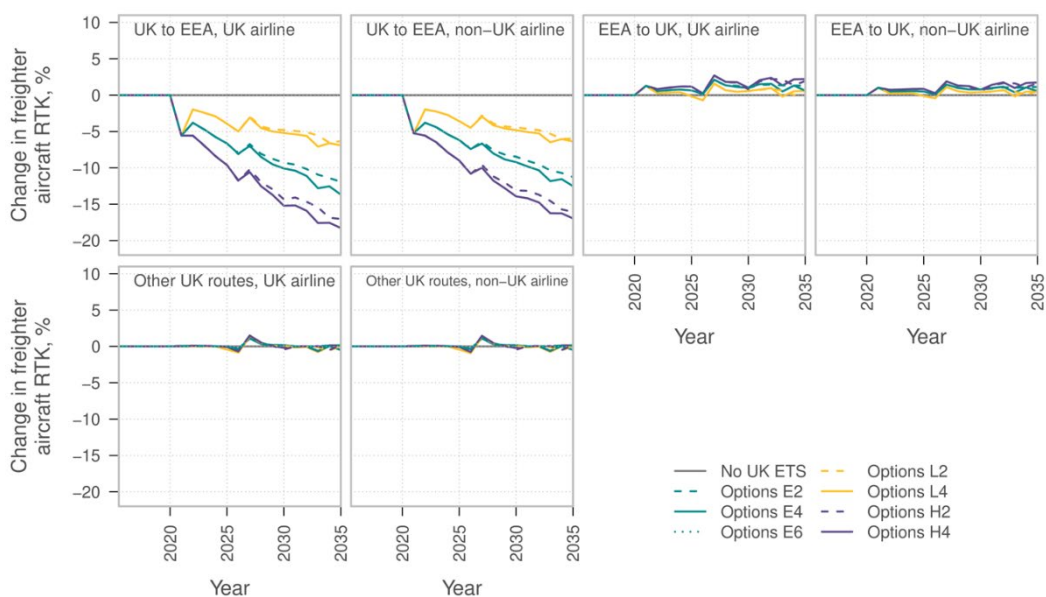 UK to EEA, UK airline
UK to EEA, non−UK airline
EEA to UK, UK airline
EEA to UK, non−UK airline
Change in freighter
aircraft RTK, %
10
5
0
−5
−10
−15
−20
2020
2025
2030
2035
Year
2020
2025
2030
2035
Year
Other UK routes, UK airline
Other UK routes, non−UK airline
Change in freighter
aircraft RTK, %
10
5
0
−5
−10
−15
−20
2020
2025
2030
2035
Year
2020
2025
2030
2035
Year
No UK ETS
Options E2
Options E4
Options E6
Options L2
Options L4
Options H2
Options H4